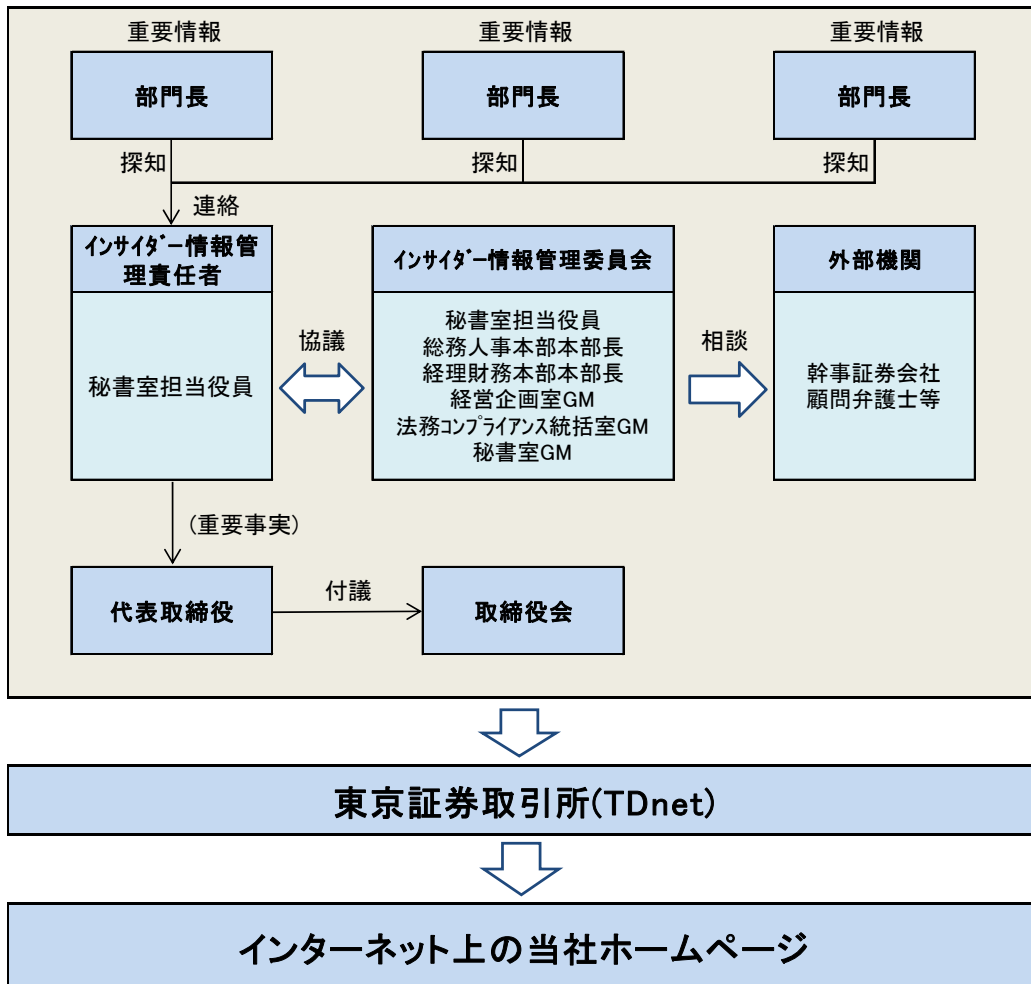 重要情報
重要情報
重要情報
部門長
部門長
部門長
探知
探知
探知
連絡
インサイダー情報管
理責任者
インサイダー情報管理委員会
外部機関
秘書室担当役員
協議
秘書室担当役員
総務人事本部本部長
経理財務本部本部長
経営企画室GM
法務コンプライアンス統括室GM
秘書室GM
相談
幹事証券会社
顧問弁護士等
(重要事実)
代表取締役
付議
取締役会
東京証券取引所(TDnet)
インターネット上の当社ホームページ